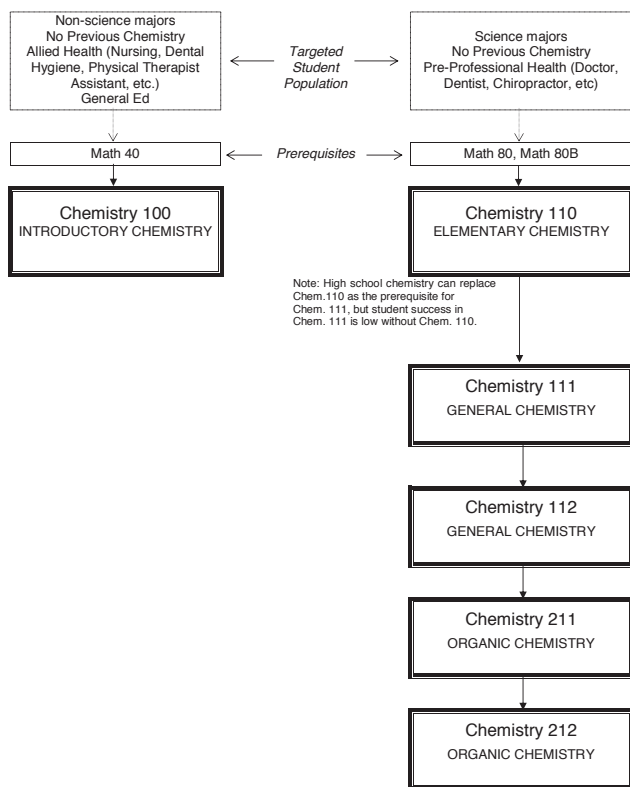 Non-science majors
No Previous Chemistry
Allied Health (Nursing, Dental
Hygiene, Physical Therapist
Assistant, etc.)
General Ed
Targeted
Student
Population
Science majors
No Previous Chemistry
Pre-Professional Health (Doctor,
Dentist, Chiropractor, etc)
Math 40
Prerequisites
Math 80, Math 80B
Chemistry 100
INTRODUCTORY CHEMISTRY
Chemistry 110
ELEMENTARY CHEMISTRY
Note: High school chemistry can replace
Chem.110 as the prerequisite for
Chem. 111, but student success in
Chem. 111 is low without Chem. 110.
Chemistry 111
GENERAL CHEMISTRY
Chemistry 112
GENERAL CHEMISTRY
Chemistry 211
ORGANIC CHEMISTRY
Chemistry 212
ORGANIC CHEMISTRY